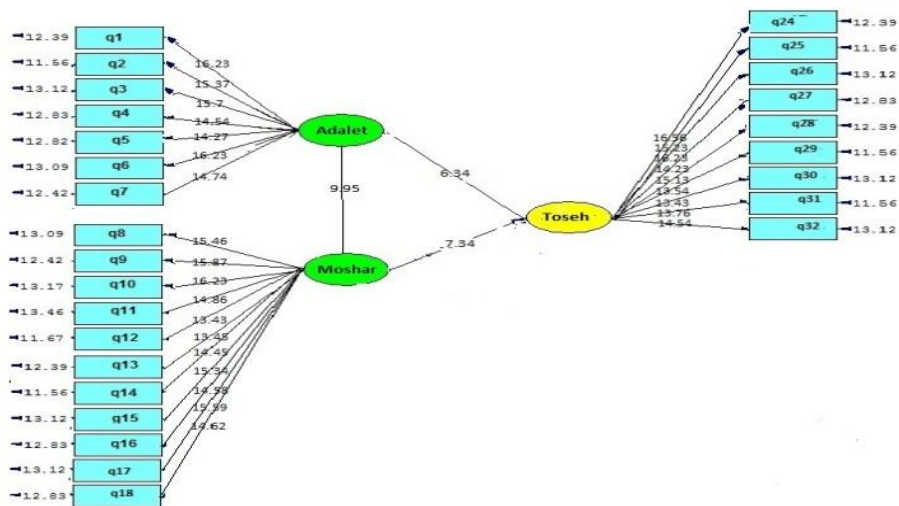 12.39 q1
11.56 q2
13.12 q3
12.83 q4
12.82 q5
13.09 q6
12.42 q7
16.23
15.37
15.7
14.54
14.27
16.23
14.74
Adalet
9.95
6.34
13.09 q8
12.42 q9
13.17 q10
13.46 q11
11.67 q12
12.39 q13
11.56 q14
13.12 q15
12.83 q16
13.12 q17
12.83 q18
15.46
15.87
16.23
14.86
13.43
13.45
14.45
15.34
14.58
15.59
14.62
Moshar
7.34
Toseh
15.23
16.23
14.23
15.13
13.54
13.43
13.76
14.54
q24 12.39
q25 11.56
q26 13.12
q27 12.83
q28 12.39
q29 11.56
q30 13.12
q31 11.56
q32 13.12